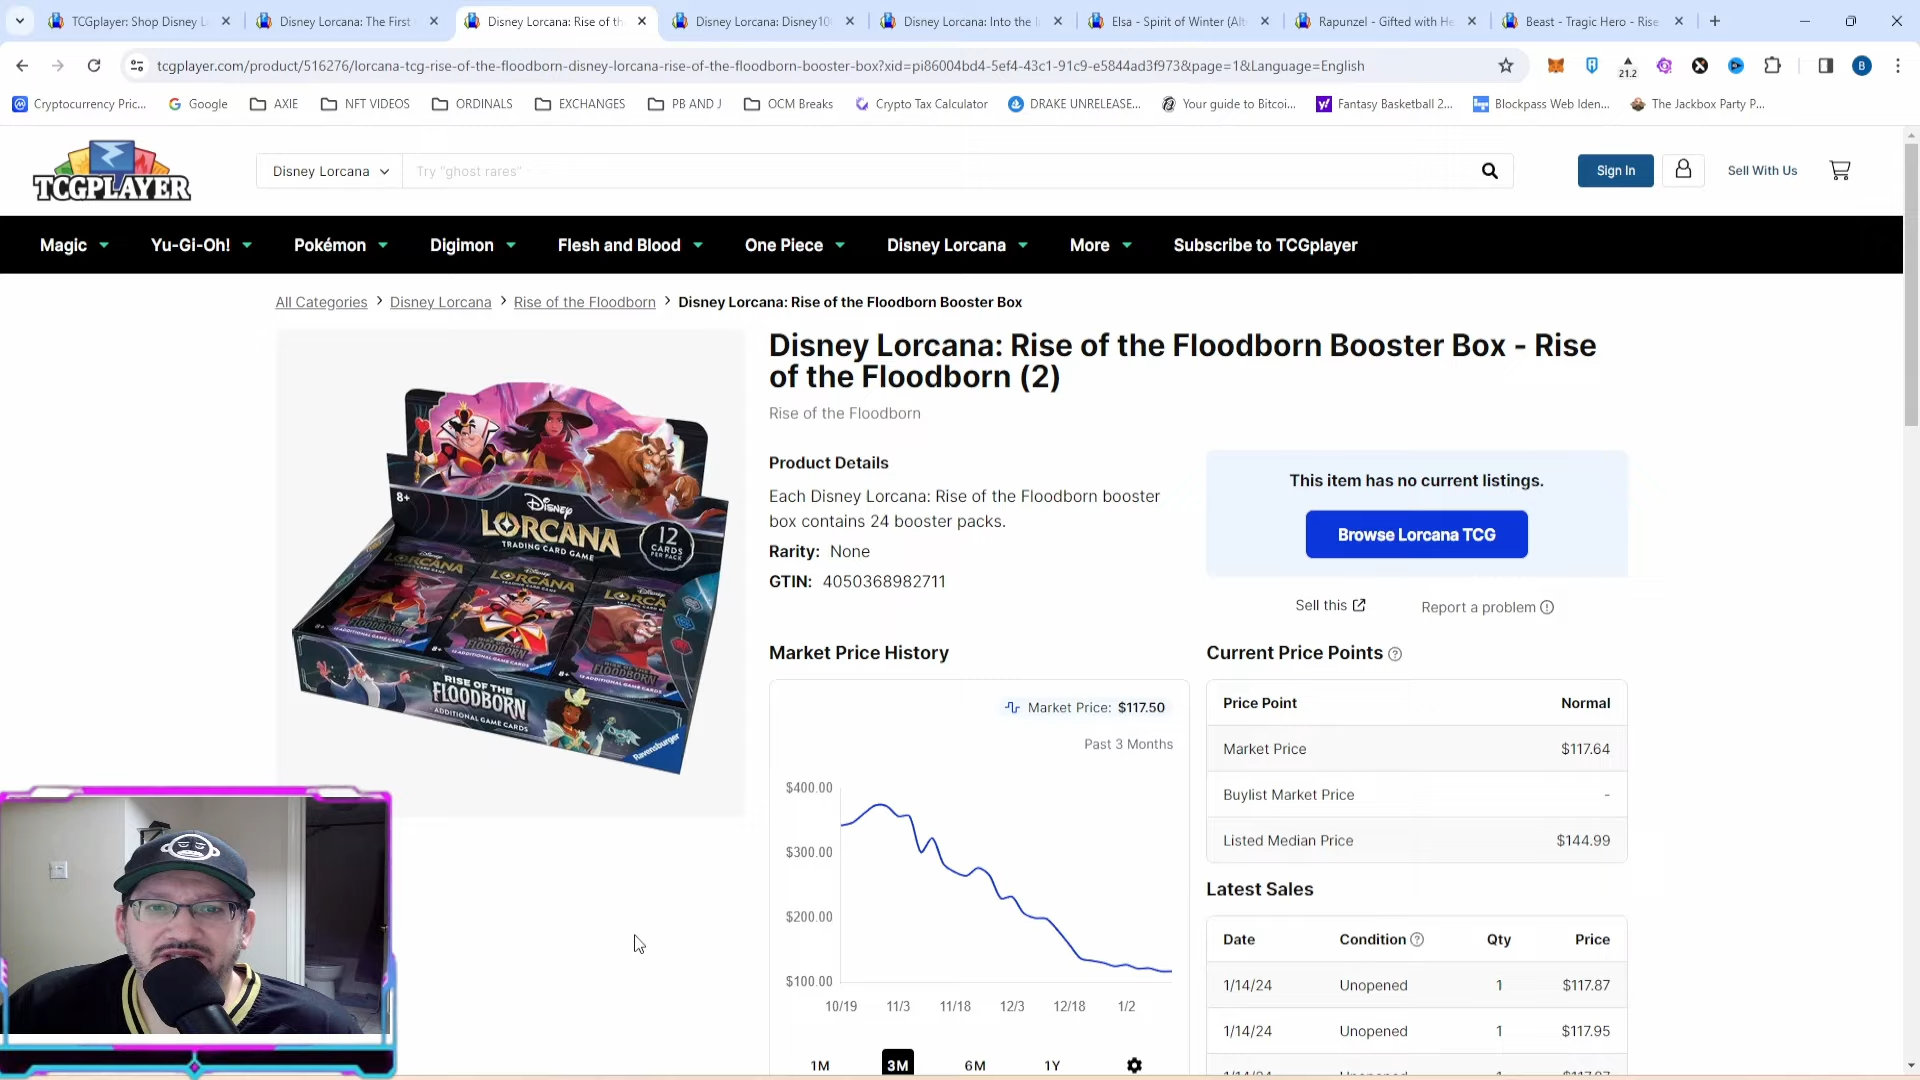 TCGplayer: Shop Disney L
Disney Lorcana: The First
Disney Lorcana: Rise of th
Disney Lorcana: Disney10
Disney Lorcana: Into the I
Elsa - Spirit of Winter (Alt
Rapunzel - Gifted with He
Beast - Tragic Hero - Rise
tcgplayer.com/product/516276/lorcana-tcg-rise-of-the-floodborn-disney-lorcana-rise-of-the-floodborn-booster-box?xid=pi86004bd4-5ef4-43c1-91c9-e5844ad3f973&page=1&Language=English
21.2
B
Cryptocurrency Pric...
Google
AXIE
NFT VIDEOS
ORDINALS
EXCHANGES
PB AND J
OCM Breaks
Crypto Tax Calculator
DRAKE UNRELEASE...
Your guide to Bitcoi...
Fantasy Basketball 2...
Blockpass Web Iden...
The Jackbox Party P...
TCGPLAYER
Disney Lorcana
Try "ghost rares"
Sign In
Sell With Us
Magic
Yu-Gi-Oh!
Pokémon
Digimon
Flesh and Blood
One Piece
Disney Lorcana
More
Subscribe to TCGplayer
All Categories > Disney Lorcana > Rise of the Floodborn > Disney Lorcana: Rise of the Floodborn Booster Box
Disney Lorcana: Rise of the Floodborn Booster Box - Rise
of the Floodborn (2)
Rise of the Floodborn
Product Details
Each Disney Lorcana: Rise of the Floodborn booster
box contains 24 booster packs.
Rarity: None
GTIN: 4050368982711
This item has no current listings.
Browse Lorcana TCG
Sell this
Report a problem
8+
DISNEY
LORCANA
TRADING CARD GAME
12
CARDS
PER PACK
LORCANA
LORCANA
LORCA
FLOODBORN
FLOODBORN
FLOODBORN
RISE OF THE
FLOODBORN
ADDITIONAL GAME CARDS
Ravensburger
Market Price History
Market Price: $117.50
Past 3 Months
$400.00
$300.00
$200.00
$100.00
10/19
11/3
11/18
12/3
12/18
1/2
1M
3M
6M
1Y
Current Price Points
Price Point Normal
Market Price $117.64
Buylist Market Price -
Listed Median Price $144.99
Latest Sales
Date Condition Qty Price
1/14/24 Unopened 1 $117.87
1/14/24 Unopened 1 $117.95